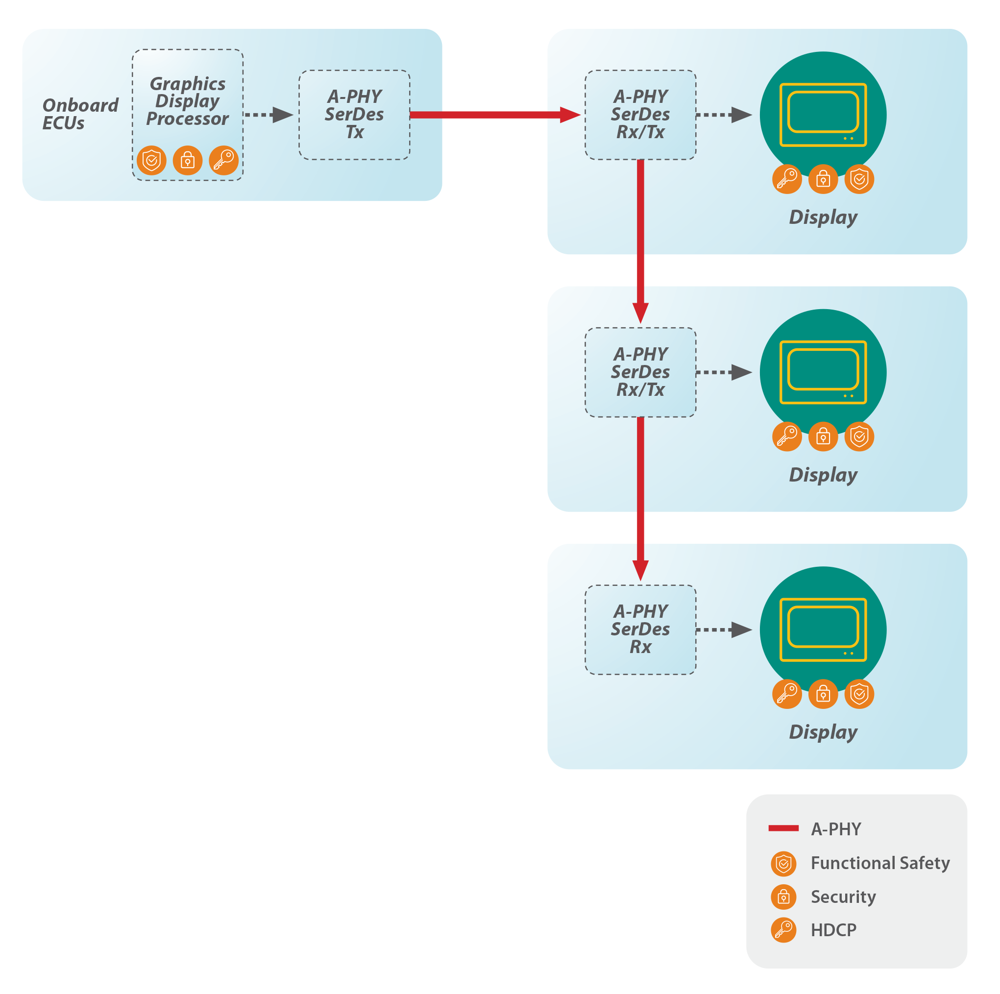 Onboard
ECUs
Graphics
Display
Processor
A-PHY
SerDes
Tx
A-PHY
SerDes
Rx/Tx
Display
A-PHY
SerDes
Rx/Tx
Display
A-PHY
SerDes
Rx
Display
A-PHY
Functional Safety
Security
HDCP